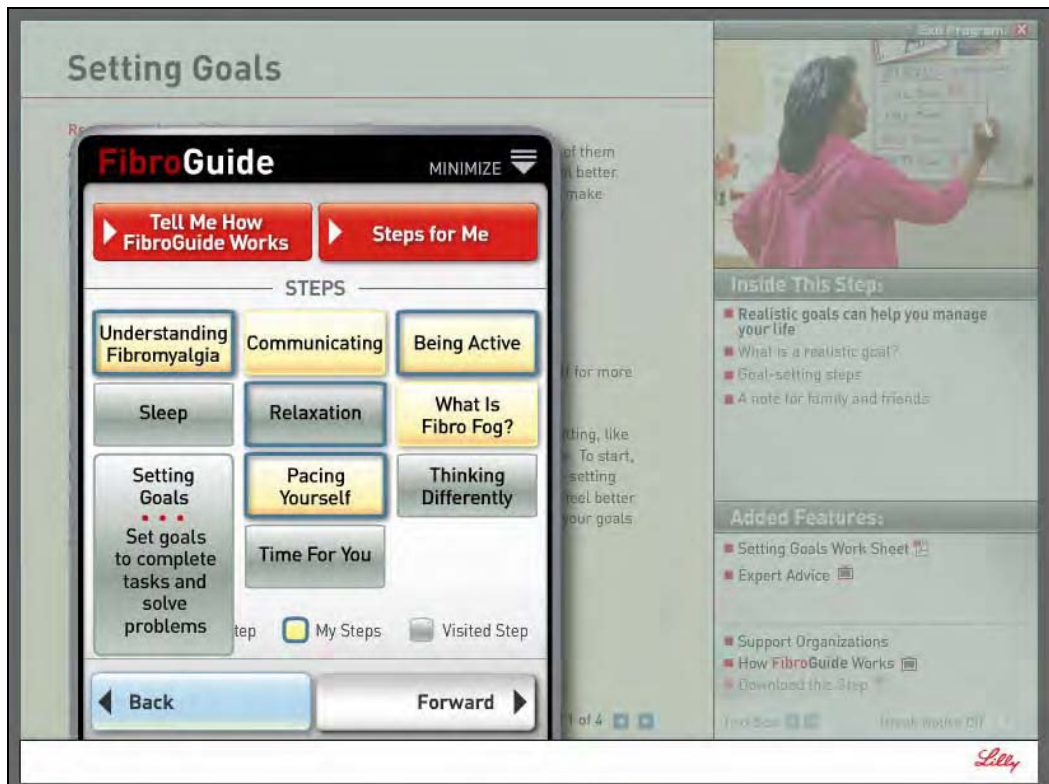 Exit Program X
Setting Goals
FibroGuide
MINIMIZE
Tell Me How
FibroGuide Works
Steps for Me
STEPS
Understanding
Fibromyalgia
Communicating
Being Active
Sleep
Relaxation
What Is
Fibro Fog?
Setting
Goals
Set goals
to complete
tasks and
solve
problems
Pacing
Yourself
Thinking
Differently
Time For You
tep
My Steps
Visited Step
Back
Forward
of them
l better.
make
lf for more
tting, like
To start,
setting
feel better
your goals
1 of 4
Inside This Step:
Realistic goals can help you manage
your life
What is a realistic goal?
Goal-setting steps
A note for family and friends
Added Features:
Setting Goals Work Sheet
Expert Advice
Support Organizations
How FibroGuide Works
Download this Step
Text Size
Lilly